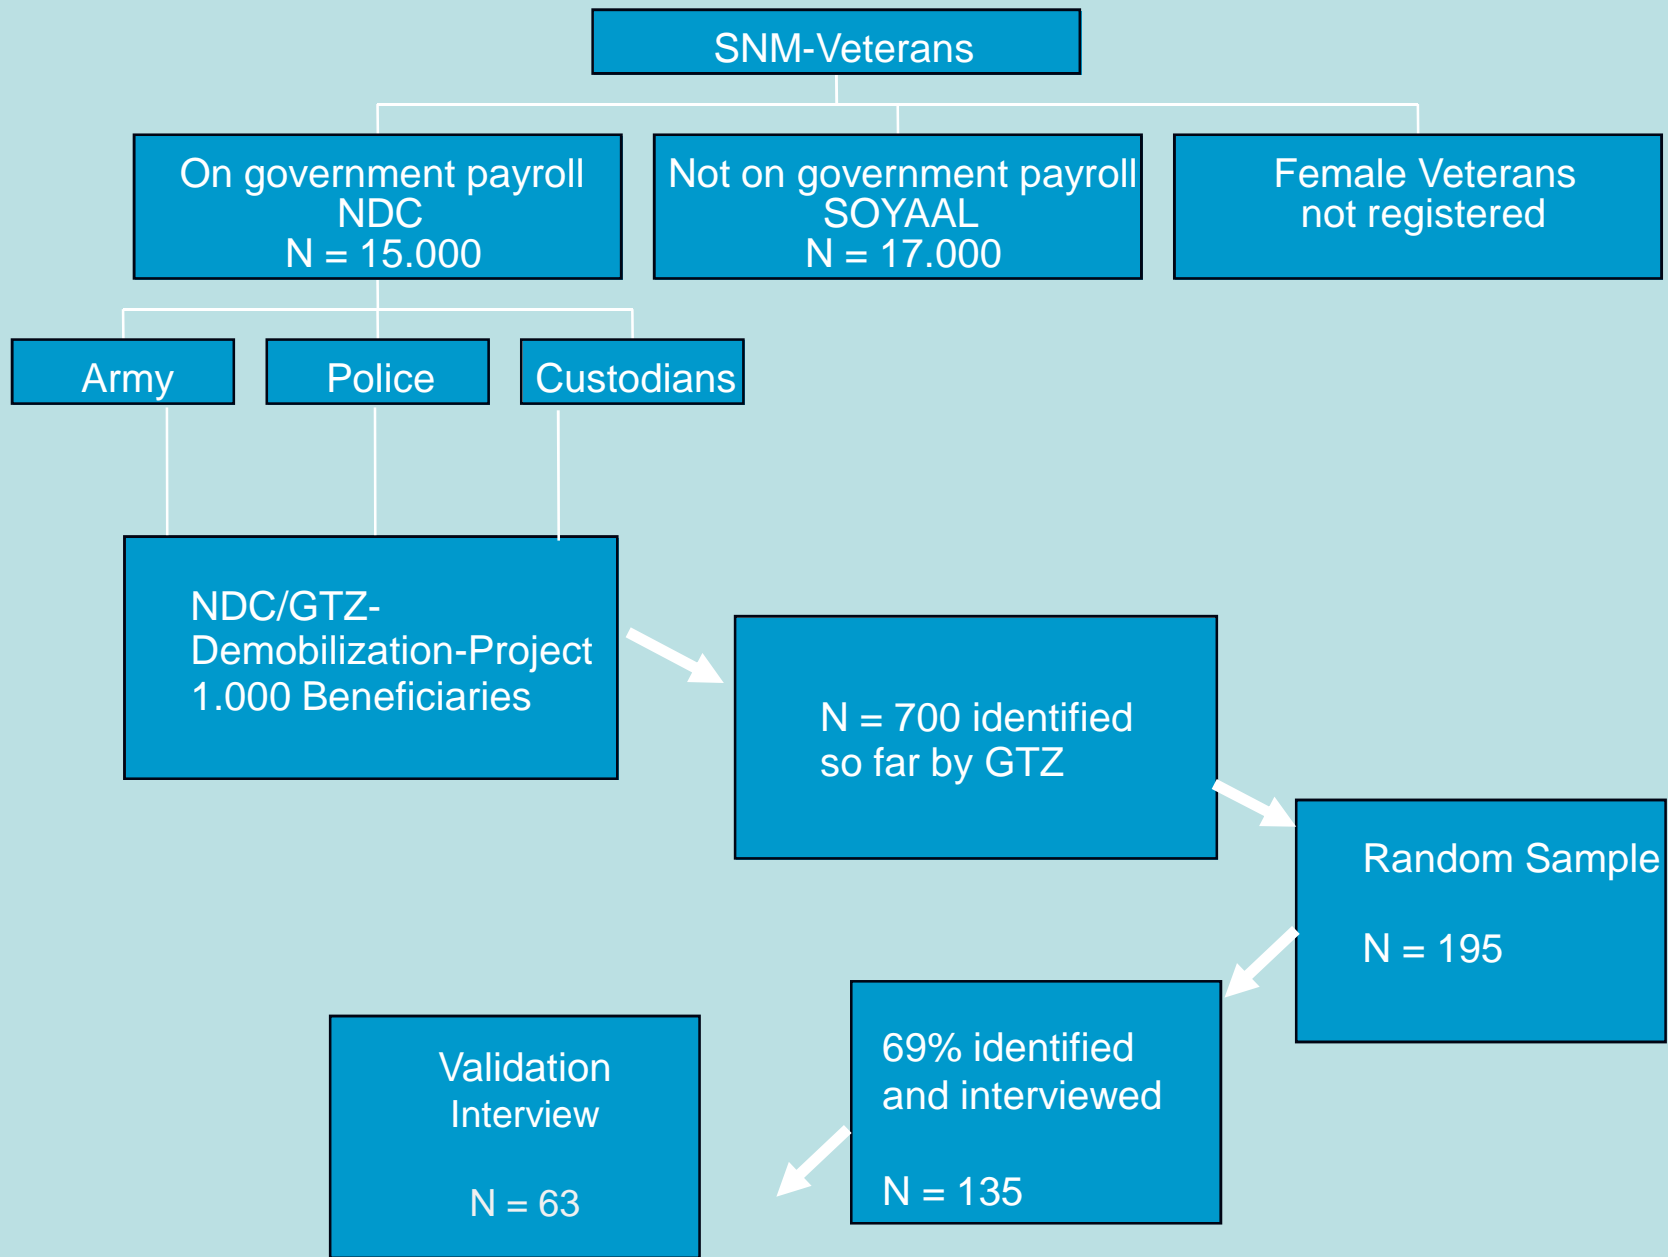 SNM-Veterans
On government payroll
NDC
N = 15.000
Not on government payroll
SOYAAL
N = 17.000
Female Veterans
not registered
Army
Police
Custodians
NDC/GTZ-
Demobilization-Project
1.000 Beneficiaries
N = 700 identified
so far by GTZ
Random Sample
N = 195
69% identified
and interviewed
N = 135
Validation
Interview
N = 63